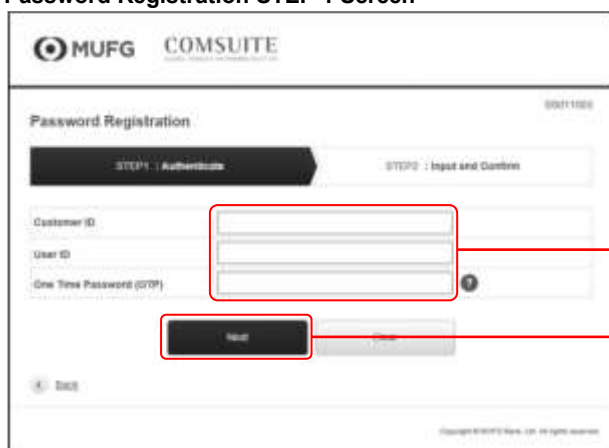 Password Registration STEP 1 Screen
MUFG COMSUITE
Password Registration
STEP1 : Authenticate STEP2 : Input and Confirm
Customer ID
User ID
One Time Password (OTP) ?
Next Clear
Back